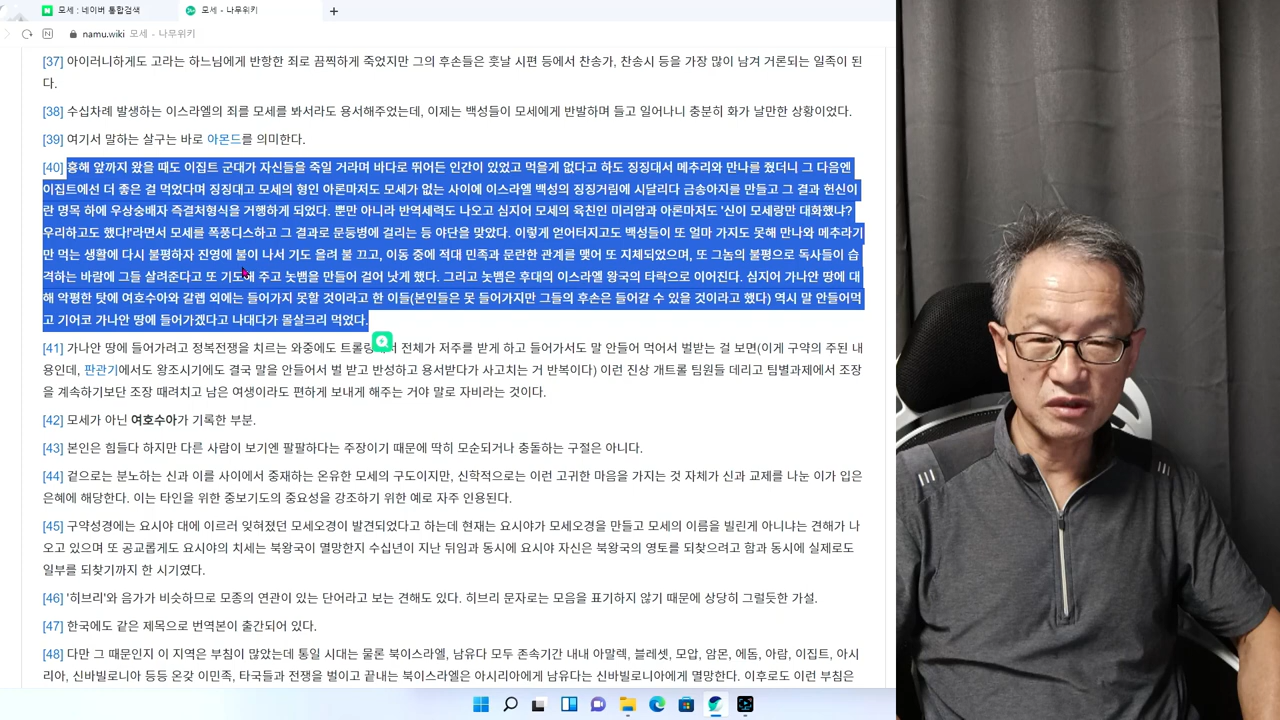 모세 : 네이버 통합검색
모세 - 나무위키
namu.wiki 모세 - 나무위키
[37] 아이러니하게도 고라는 하느님에게 반항한 죄로 끔찍하게 죽었지만 그의 후손들은 훗날 시편 등에서 찬송가, 찬송시 등을 가장 많이 남겨 거론되는 일족이 된
다.
[38] 수십차례 발생하는 이스라엘의 죄를 모세를 봐서라도 용서해주었는데, 이제는 백성들이 모세에게 반발하며 들고 일어나니 충분히 화가 날만한 상황이었다.
[39] 여기서 말하는 살구는 바로 아몬드를 의미한다.
[40] 홍해 앞까지 왔을 때도 이집트 군대가 자신들을 죽일 거라며 바다로 뛰어든 인간이 있었고 먹을게 없다고 하도 징징대서 메추리와 만나를 줬더니 그 다음엔
이집트에선 더 좋은 걸 먹었다며 징징대고 모세의 형인 아론마저도 모세가 없는 사이에 이스라엘 백성의 징징거림에 시달리다 금송아지를 만들고 그 결과 헌신이
란 명목 하에 우상숭배자 즉결처형식을 거행하게 되었다. 뿐만 아니라 반역세력도 나오고 심지어 모세의 육친인 미리암과 아론마저도 '신이 모세랑만 대화했냐?
우리하고도 했다!'라면서 모세를 폭풍디스하고 그 결과로 문둥병에 걸리는 등 야단을 맞았다. 이렇게 얻어터지고도 백성들이 또 얼마 가지도 못해 만나와 메추라기
만 먹는 생활에 다시 불평하자 진영에 불이 나서 기도 올려 불 끄고, 이동 중에 적대 민족과 문란한 관계를 맺어 또 지체되었으며, 또 그놈의 불평으로 독사들이 습
격하는 바람에 그들 살려준다고 또 기도해 주고 놋뱀을 만들어 걸어 낫게 했다. 그리고 놋뱀은 후대의 이스라엘 왕국의 타락으로 이어진다. 심지어 가나안 땅에 대
해 악평한 탓에 여호수아와 갈렙 외에는 들어가지 못할 것이라고 한 이들(본인들은 못 들어가지만 그들의 후손은 들어갈 수 있을 것이라고 했다) 역시 말 안들어먹
고 기어코 가나안 땅에 들어가겠다고 나대다가 몰살크리 먹었다.
[41] 가나안 땅에 들어가려고 정복전쟁을 치르는 와중에도 트롤링 전체가 저주를 받게 하고 들어가서도 말 안들어 먹어서 벌받는 걸 보면(이게 구약의 주된 내
용인데, 판관기에서도 왕조시기에도 결국 말을 안들어서 벌 받고 반성하고 용서받다가 사고치는 거 반복이다) 이런 진상 개트롤 팀원들 데리고 팀별과제에서 조장
을 계속하기보단 조장 때려치고 남은 여생이라도 편하게 보내게 해주는 거야 말로 자비라는 것이다.
[42] 모세가 아닌 여호수아가 기록한 부분.
[43] 본인은 힘들다 하지만 다른 사람이 보기엔 팔팔하다는 주장이기 때문에 딱히 모순되거나 충돌하는 구절은 아니다.
[44] 겉으로는 분노하는 신과 이를 사이에서 중재하는 온유한 모세의 구도이지만, 신학적으로는 이런 고귀한 마음을 가지는 것 자체가 신과 교제를 나눈 이가 입은
은혜에 해당한다. 이는 타인을 위한 중보기도의 중요성을 강조하기 위한 예로 자주 인용된다.
[45] 구약성경에는 요시야 대에 이르러 잊혀졌던 모세오경이 발견되었다고 하는데 현재는 요시야가 모세오경을 만들고 모세의 이름을 빌린게 아니냐는 견해가 나
오고 있으며 또 공교롭게도 요시야의 치세는 북왕국이 멸망한지 수십년이 지난 뒤임과 동시에 요시야 자신은 북왕국의 영토를 되찾으려고 함과 동시에 실제로도
일부를 되찾기까지 한 시기였다.
[46] '히브리'와 음가가 비슷하므로 모종의 연관이 있는 단어라고 보는 견해도 있다. 히브리 문자로는 모음을 표기하지 않기 때문에 상당히 그럴듯한 가설.
[47] 한국에도 같은 제목으로 번역본이 출간되어 있다.
[48] 다만 그 때문인지 이 지역은 부침이 많았는데 통일 시대는 물론 북이스라엘, 남유다 모두 존속기간 내내 아말렉, 블레셋, 모압, 암몬, 에돔, 아람, 이집트, 아시
리아, 신바빌로니아 등등 온갖 이민족, 타국들과 전쟁을 벌이고 끝내는 북이스라엘은 아시리아에게 남유다는 신바빌로니아에게 멸망한다. 이후로도 이런 부침은